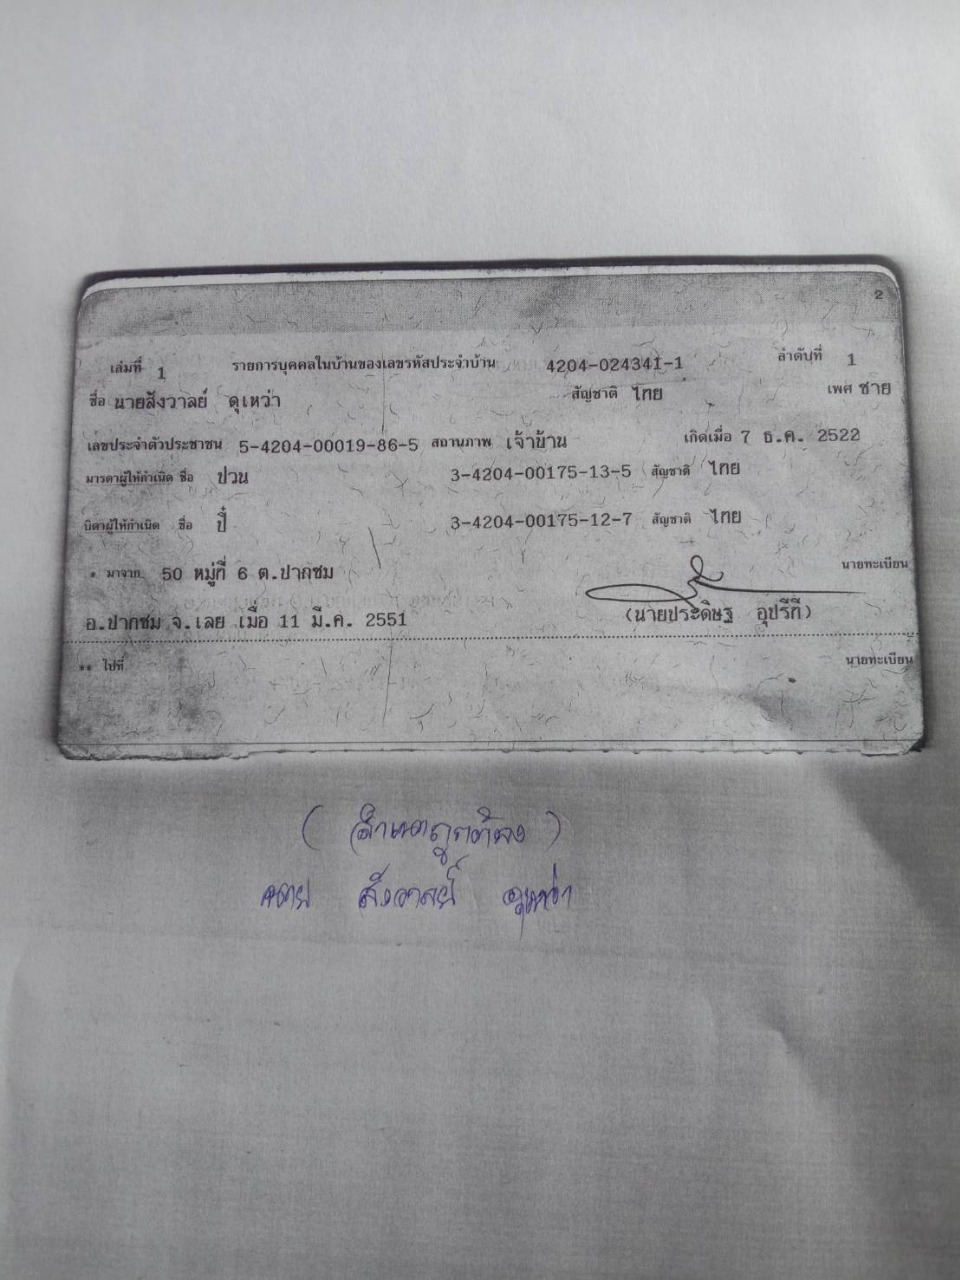 2
เล่มที่ 1 รายการบุคคลในบ้านของเลขรหัสประจำบ้าน 4204-024341-1 ลำดับที่ 1
ชื่อ นายสังวาลย์ ดุเหว่า สัญชาติ ไทย เพศ ชาย
เลขประจำตัวประชาชน 5-4204-00019-86-5 สถานภาพ เจ้าบ้าน เกิดเมื่อ 7 ธ.ค. 2522
มารดาผู้ให้กำเนิด ชื่อ ปวน 3-4204-00175-13-5 สัญชาติ ไทย
บิดาผู้ให้กำเนิด ชื่อ ปี๋ 3-4204-00175-12-7 สัญชาติ ไทย
* มาจาก 50 หมู่ที่ 6 ต.ปากชม นายทะเบียน
อ.ปากชม จ.เลย เมื่อ 11 มี.ค. 2551 (นายประดิษฐ อุปรีที)
** ไปที่ นายทะเบียน
( สำเนาถูกต้อง )
นาย สังวาลย์ ดุเหว่า